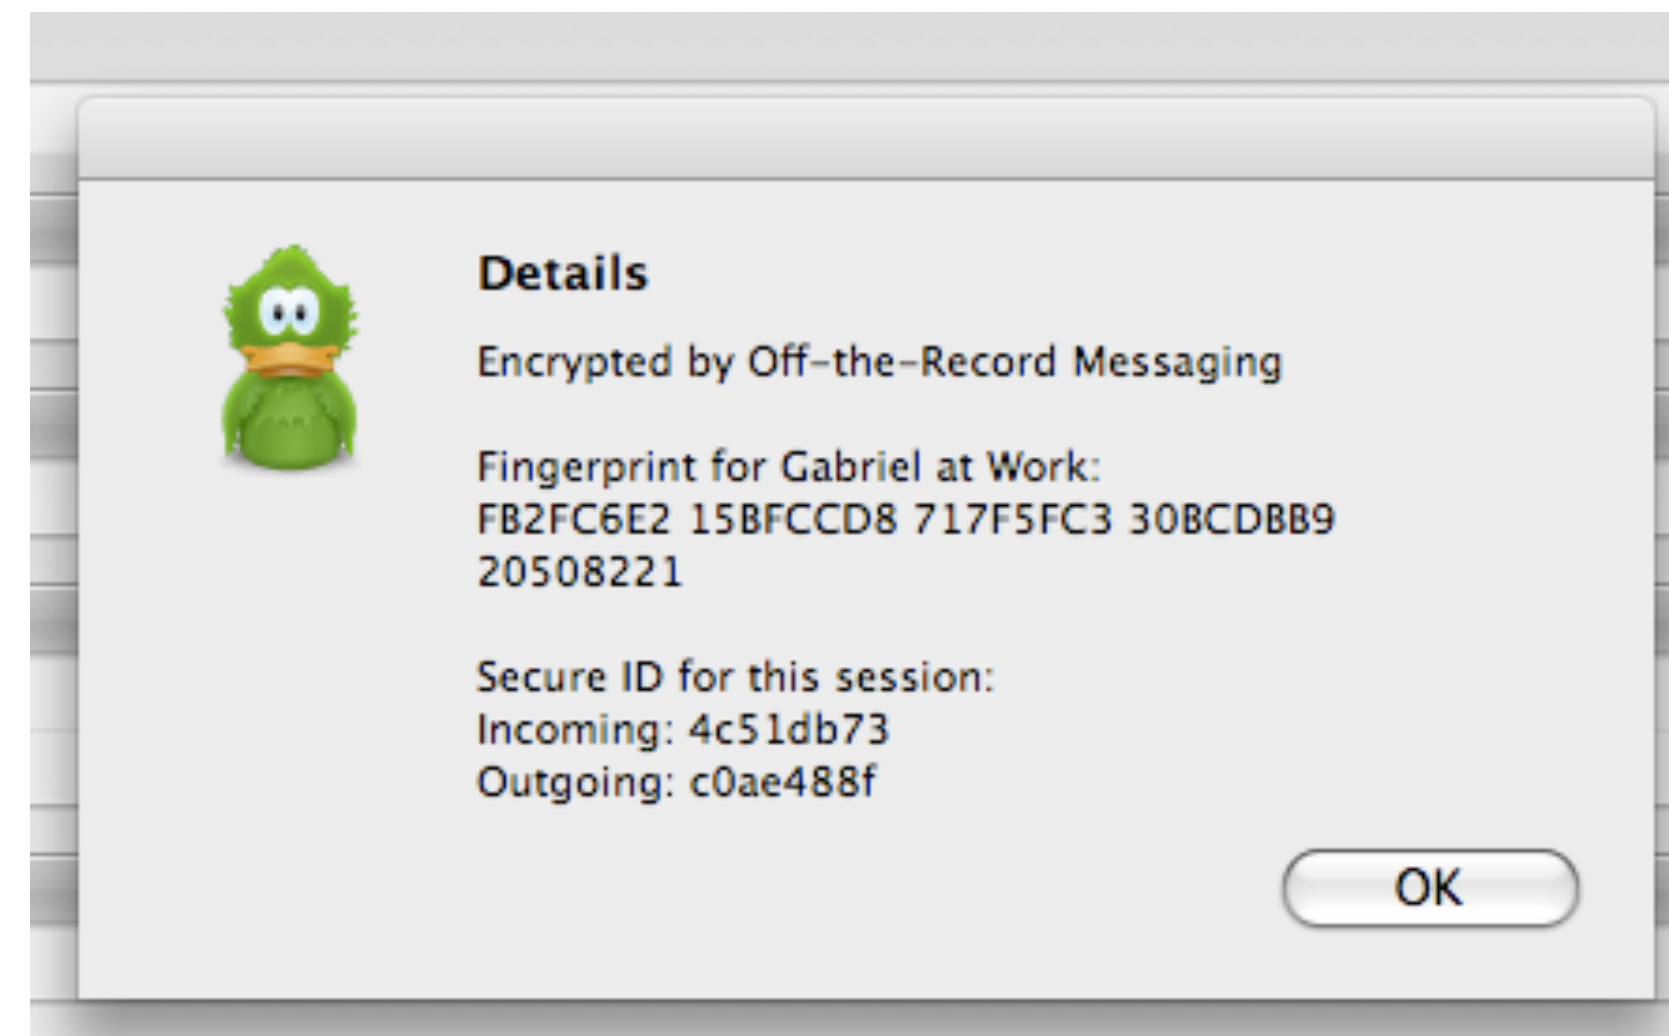 Details
Encrypted by Off-the-Record Messaging
Fingerprint for Gabriel at Work:
FB2FC6E2 15BFCCD8 717F5FC3 30BCDBB9
20508221
Secure ID for this session:
Incoming: 4c51db73
Outgoing: c0ae488f
OK